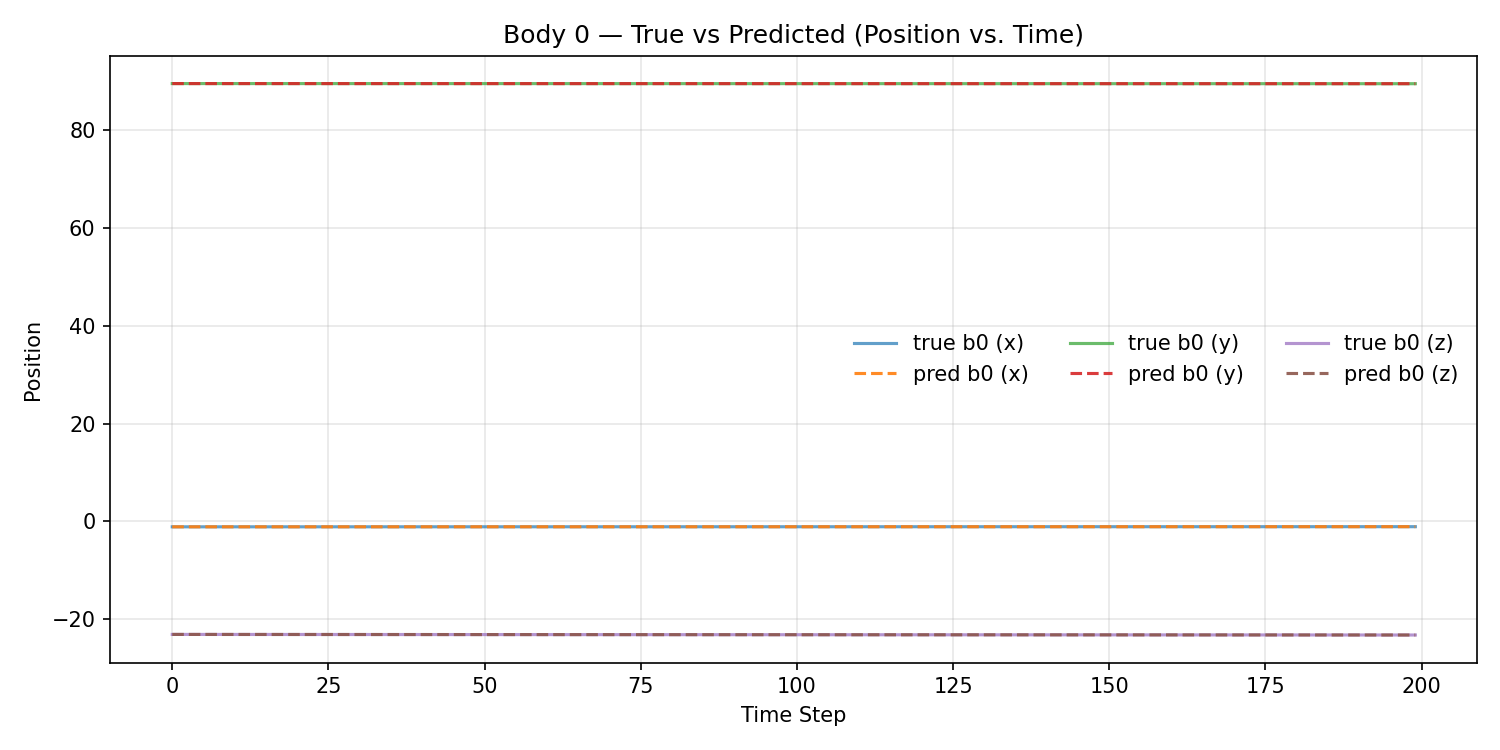 Body 0 — True vs Predicted (Position vs. Time)
Position
80
60
40
20
0
−20
true b0 (x) true b0 (y) true b0 (z)
pred b0 (x) pred b0 (y) pred b0 (z)
0 25 50 75 100 125 150 175 200
Time Step